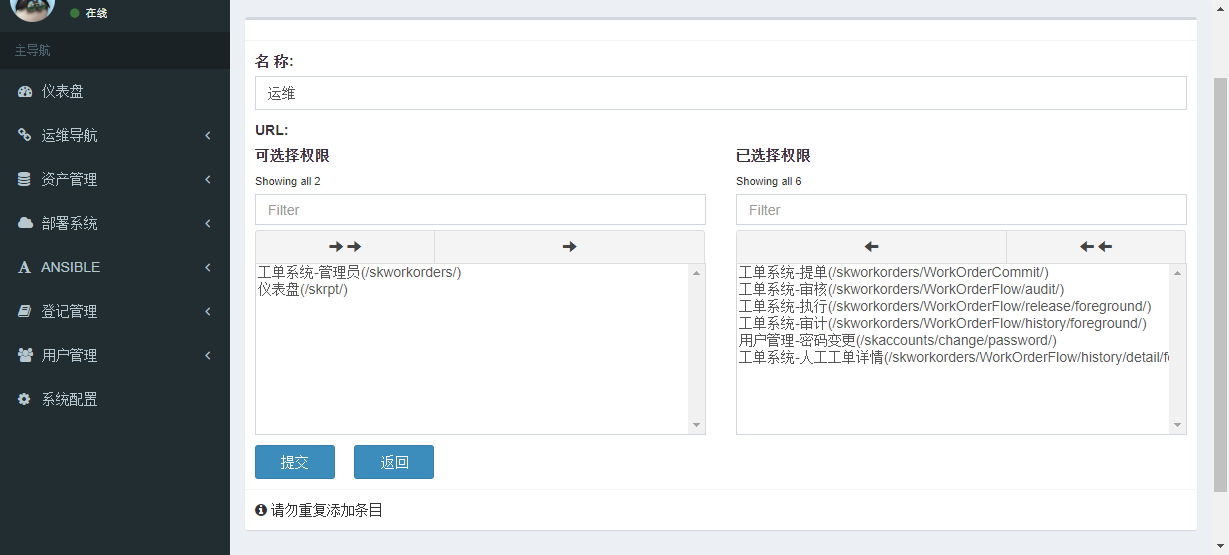 在线
主导航
仪表盘
运维导航
资产管理
部署系统
ANSIBLE
登记管理
用户管理
系统配置
名 称:
运维
URL:
可选择权限
Showing all 2
Filter
工单系统-管理员(/skworkorders/)
仪表盘(/skrpt/)
已选择权限
Showing all 6
Filter
工单系统-提单(/skworkorders/WorkOrderCommit/)
工单系统-审核(/skworkorders/WorkOrderFlow/audit/)
工单系统-执行(/skworkorders/WorkOrderFlow/release/foreground/)
工单系统-审计(/skworkorders/WorkOrderFlow/history/foreground/)
用户管理-密码变更(/skaccounts/change/password/)
工单系统-人工工单详情(/skworkorders/WorkOrderFlow/history/detail/fo
提交 返回
请勿重复添加条目